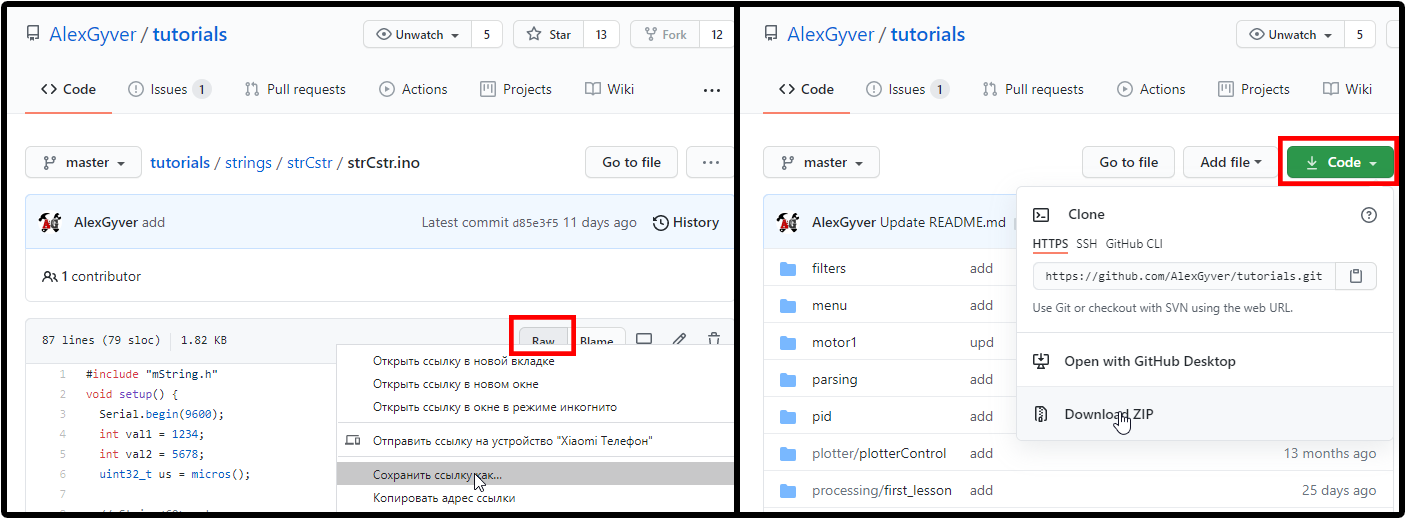 AlexGyver / tutorials
Unwatch 5
Star 13
Fork 12
Code
Issues 1
Pull requests
Actions
Projects
Wiki
...
master
tutorials / strings / strCstr / strCstr.ino
Go to file
...
AlexGyver add
Latest commit d85e3f5 11 days ago
History
1 contributor
87 lines (79 sloc) 1.82 KB
Raw
Blame
1 #include "mString.h"
2 void setup() {
3 Serial.begin(9600);
4 int val1 = 1234;
5 int val2 = 5678;
6 uint32_t us = micros();
7
Открыть ссылку в новой вкладке
Открыть ссылку в новом окне
Открыть ссылку в окне в режиме инкогнито
Отправить ссылку на устройство "Xiaomi Телефон"
Сохранить ссылку как...
Копировать адрес ссылки
AlexGyver / tutorials
Unwatch 5
Code
Issues 1
Pull requests
Actions
Projects
Wiki
master
Go to file
Add file
Code
AlexGyver Update README.md
filters add
menu add
motor1 upd
parsing add
pid add
plotter/plotterControl add 13 months ago
processing/first_lesson add 25 days ago
Clone
HTTPS SSH GitHub CLI
https://github.com/AlexGyver/tutorials.git
Use Git or checkout with SVN using the web URL.
Open with GitHub Desktop
Download ZIP